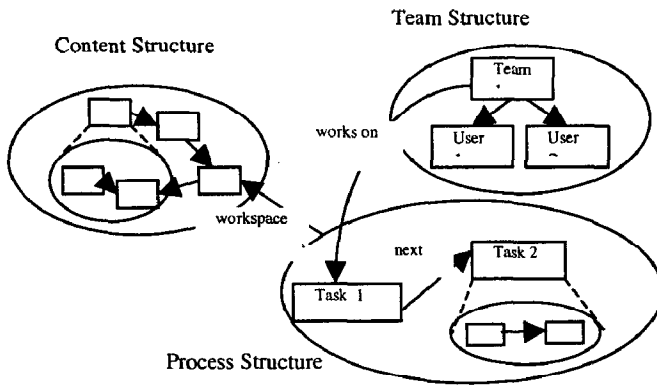 Team Structure
Content Structure
Team
User
User
works on
workspace
next
Task 2
Task 1
Process Structure